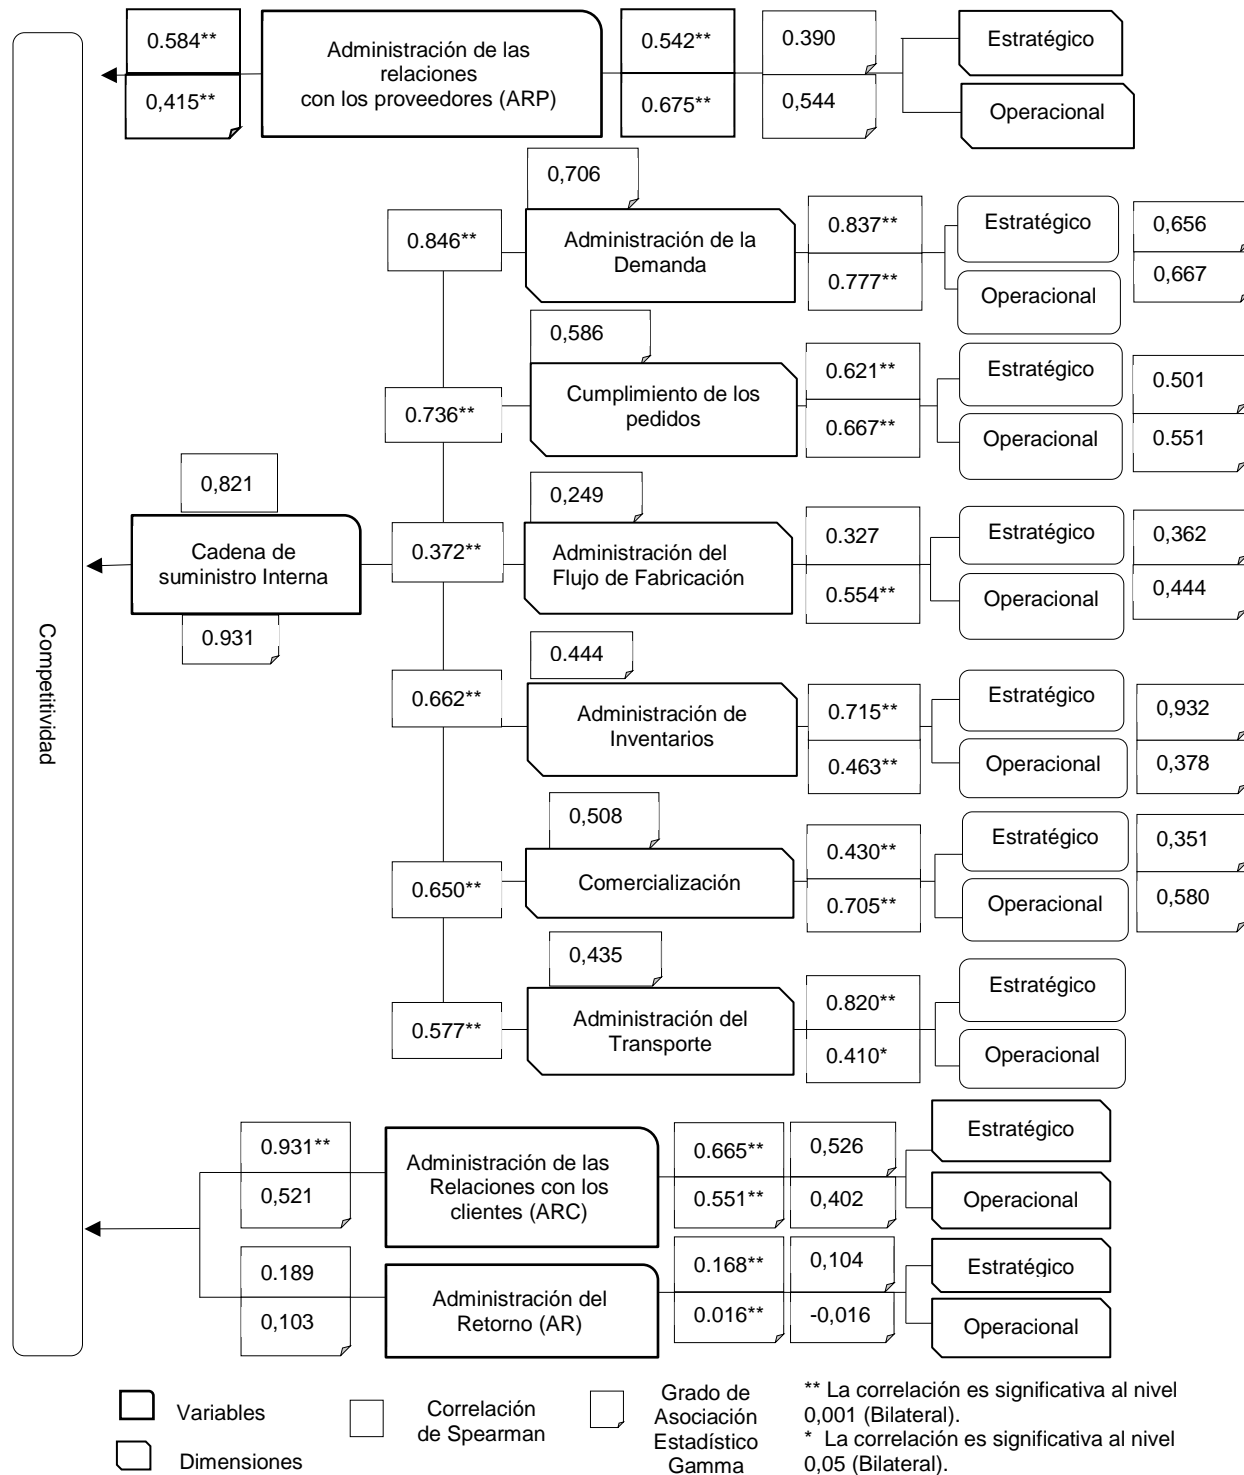 0.584**
0,415**
Administración de las
relaciones
con los proveedores (ARP)
0.542**
0.675**
0.390
0,544
Estratégico
Operacional
0,706
0.846**
Administración de la
Demanda
0.837**
0.777**
Estratégico
Operacional
0,656
0,667
0,586
0.736**
Cumplimiento de los
pedidos
0.621**
0.667**
Estratégico
Operacional
0.501
0.551
0,821
Cadena de
suministro Interna
0.931
0,249
0.372**
Administración del
Flujo de Fabricación
0.327
0.554**
Estratégico
Operacional
0,362
0,444
Competitividad
0.444
0.662**
Administración de
Inventarios
0.715**
0.463**
Estratégico
Operacional
0,932
0,378
0,508
0.650**
Comercialización
0.430**
0.705**
Estratégico
Operacional
0,351
0,580
0,435
0.577**
Administración del
Transporte
0.820**
0.410*
Estratégico
Operacional
0.931**
0,521
Administración de las
Relaciones con los
clientes (ARC)
0.665**
0.551**
0,526
0,402
Estratégico
Operacional
0.189
0,103
Administración del
Retorno (AR)
0.168**
0.016**
0,104
-0,016
Estratégico
Operacional
Variables
Dimensiones
Correlación
de Spearman
Grado de
Asociación
Estadístico
Gamma
** La correlación es significativa al nivel
0,001 (Bilateral).
* La correlación es significativa al nivel
0,05 (Bilateral).